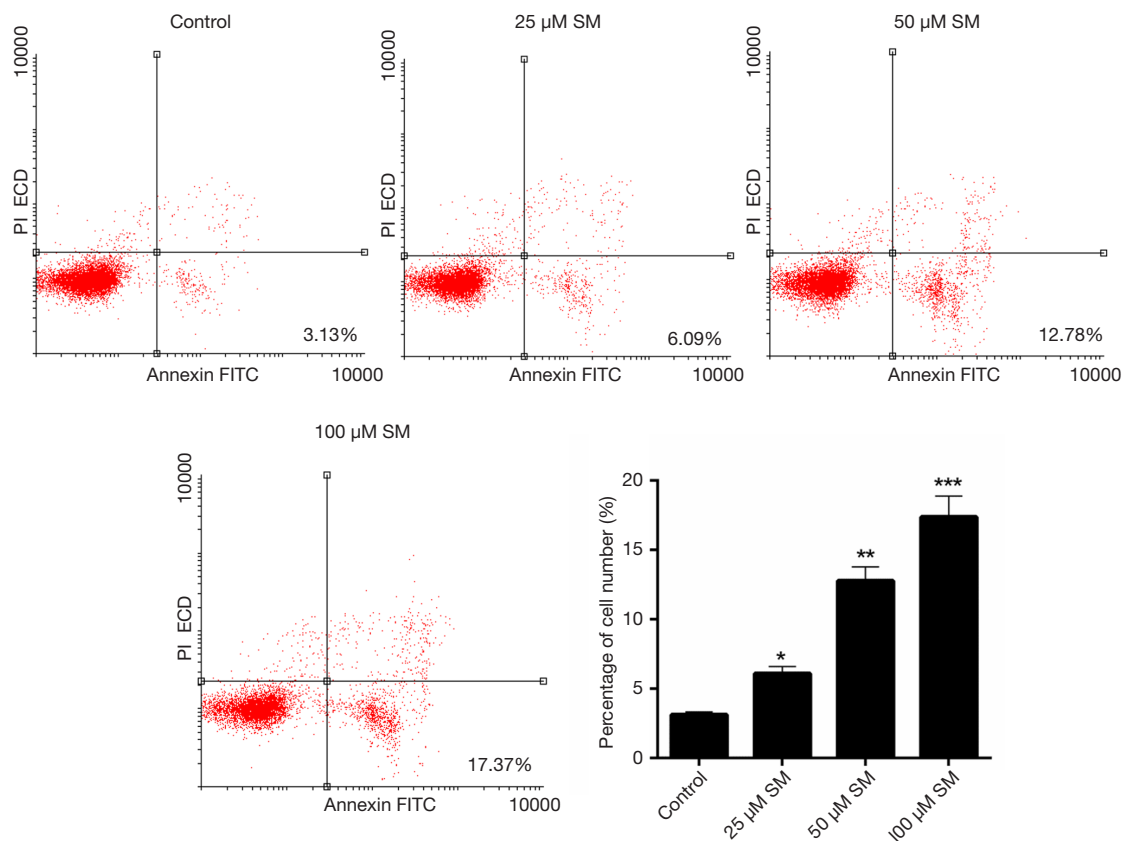 Control
10000
PI ECD
3.13%
Annexin FITC
10000
25 µM SM
10000
PI ECD
6.09%
Annexin FITC
10000
50 µM SM
10000
PI ECD
12.78%
Annexin FITC
10000
100 µM SM
10000
PI ECD
17.37%
Annexin FITC
10000
Percentage of cell number (%)
20
15
10
5
0
*
**
***
Control
25 µM SM
50 µM SM
I00 µM SM